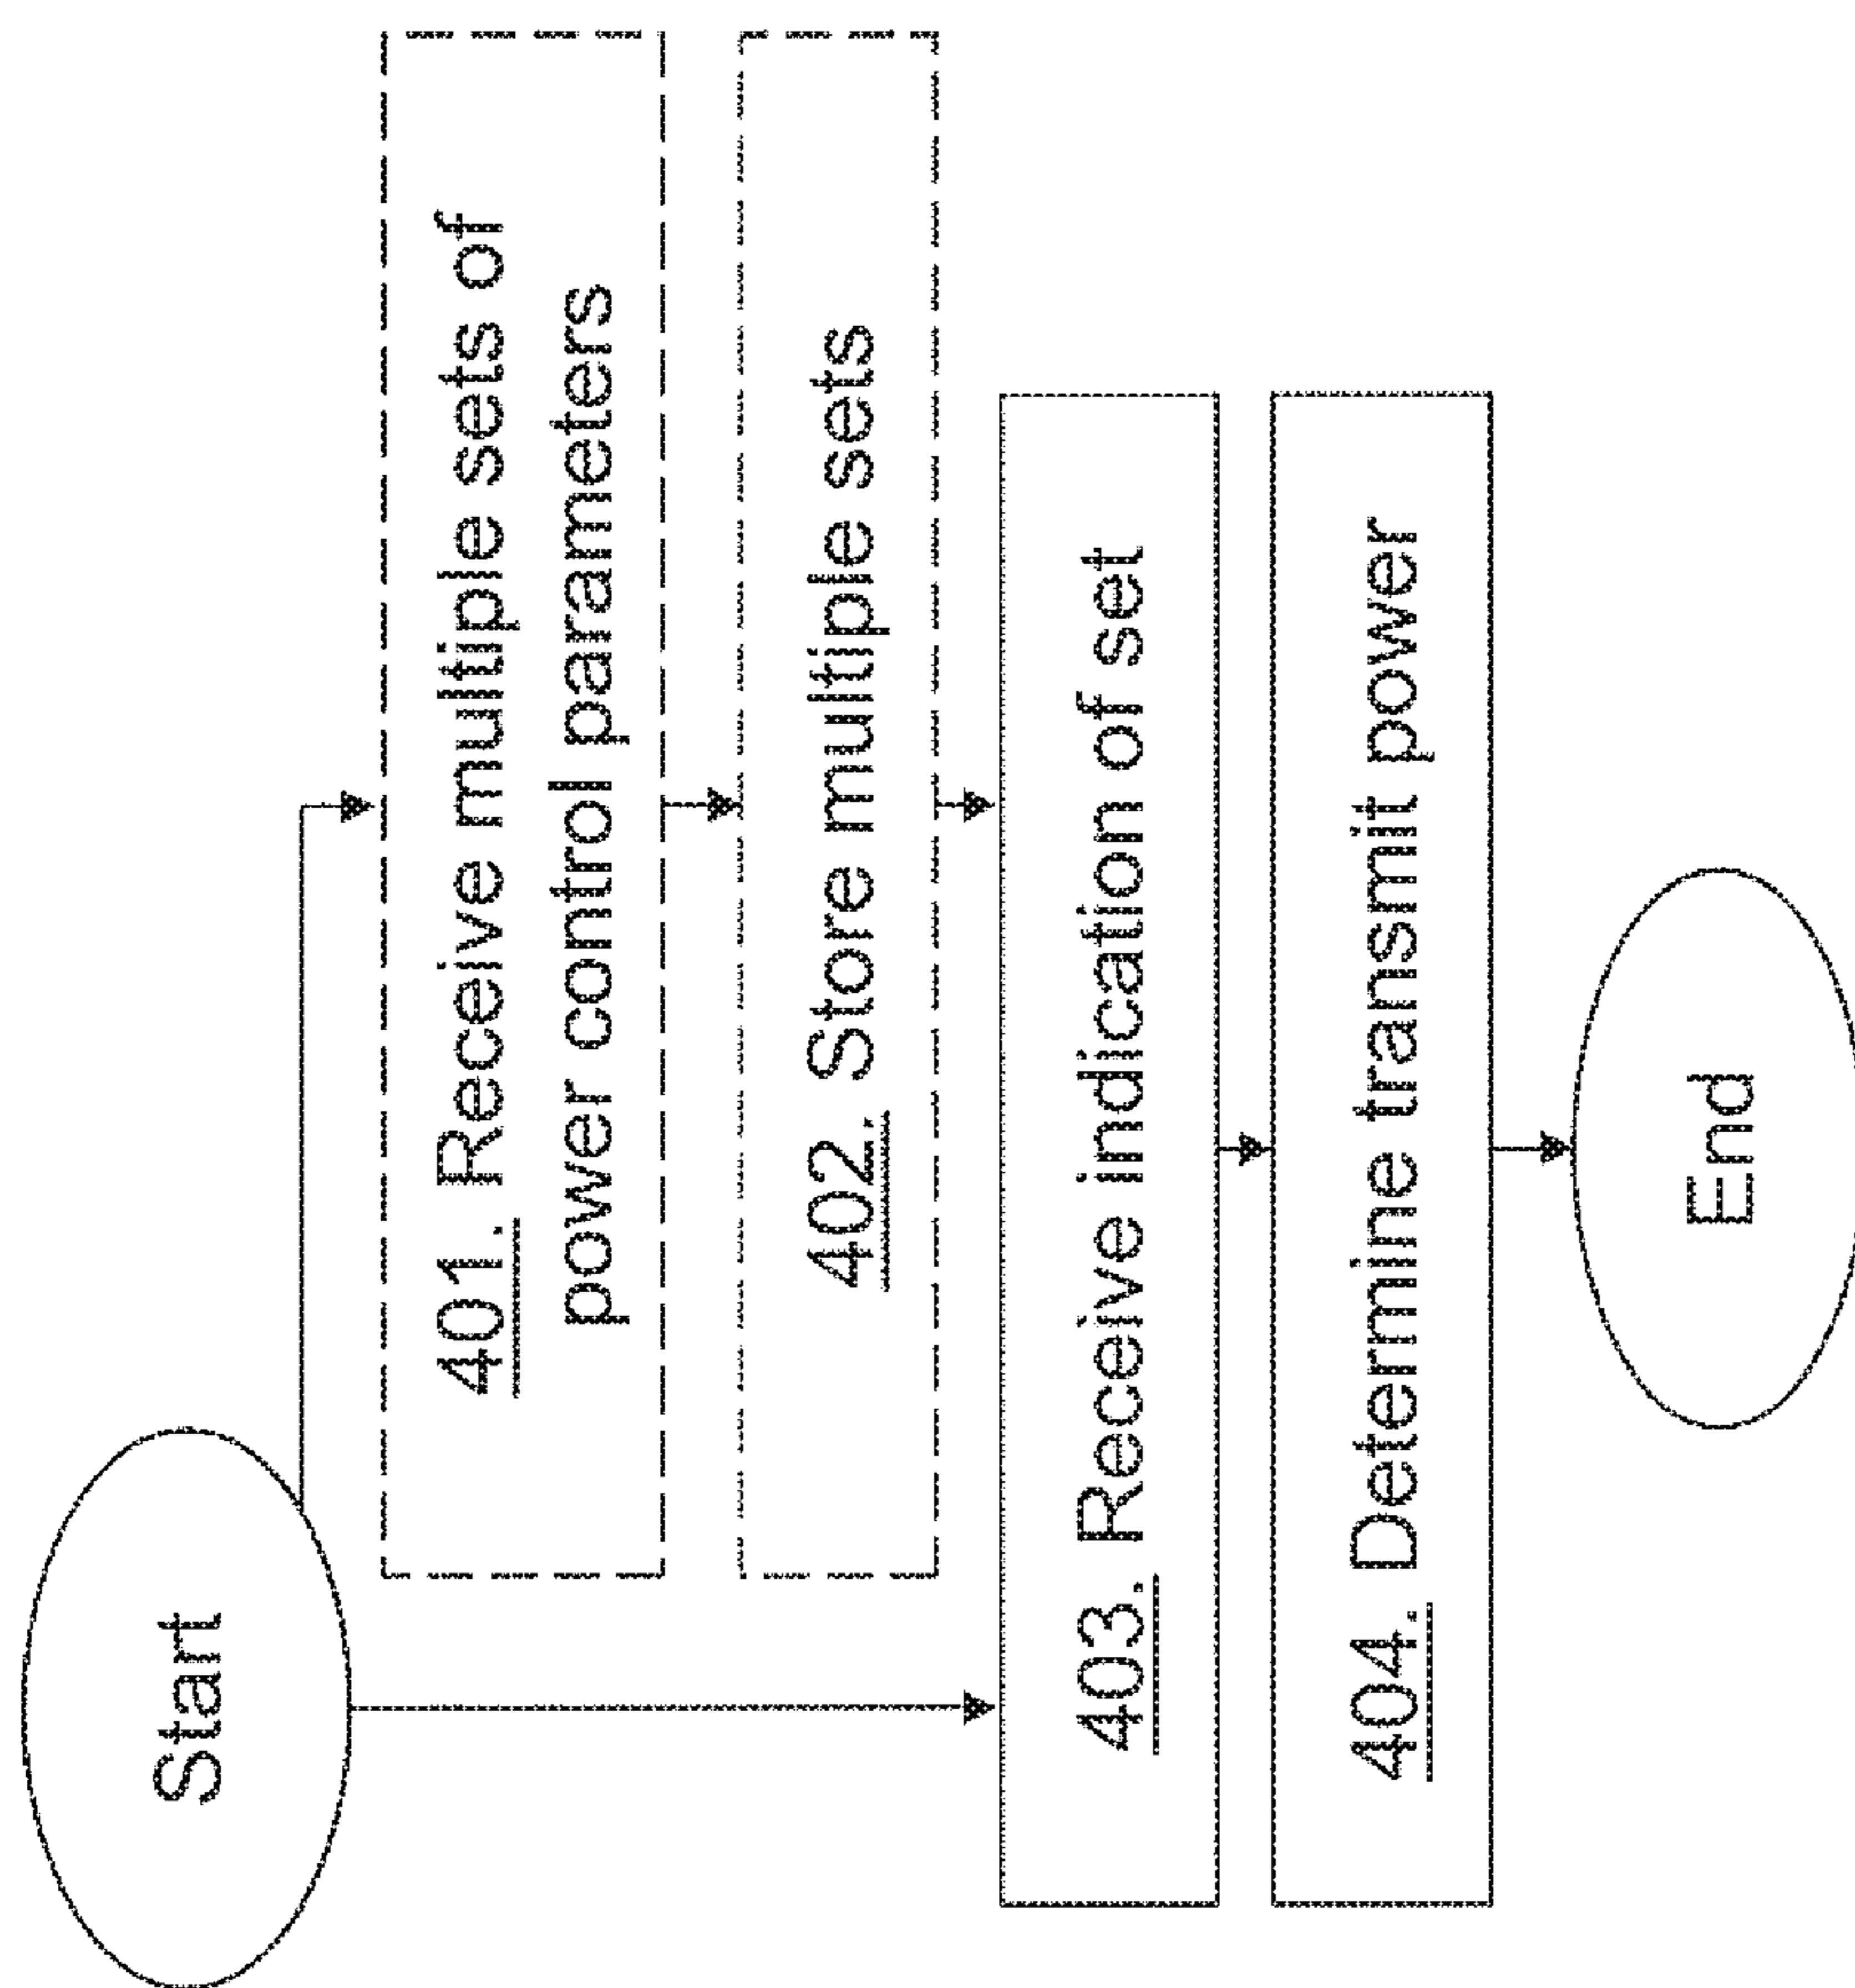 Start
401. Receive multiple sets of
power control parameters
402. Store multiple sets
403. Receive indication of set
404. Determine transmit power
End